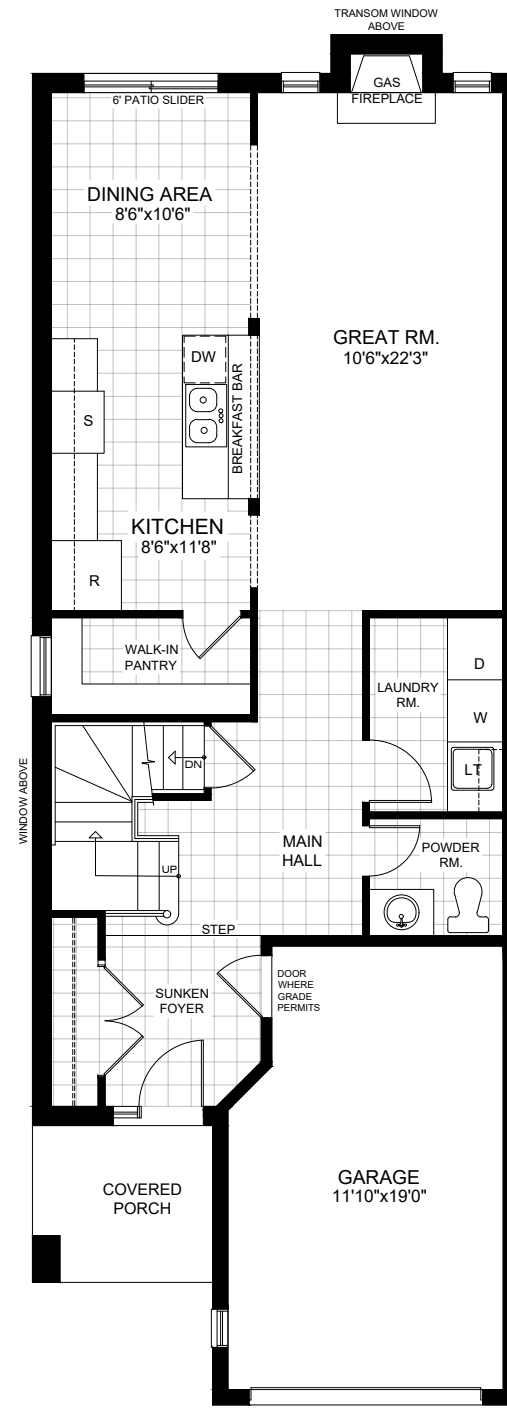 TRANSOM WINDOW
ABOVE
GAS
FIREPLACE
6' PATIO SLIDER
DINING AREA
8'6"x10'6"
GREAT RM.
10'6"x22'3"
DW
BREAKFAST BAR
S
KITCHEN
8'6"x11'8"
R
WALK-IN
PANTRY
LAUNDRY
RM.
D
W
LT
WINDOW ABOVE
DN
UP
MAIN
HALL
POWDER
RM.
STEP
SUNKEN
FOYER
DOOR
WHERE
GRADE
PERMITS
COVERED
PORCH
GARAGE
11'10"x19'0"